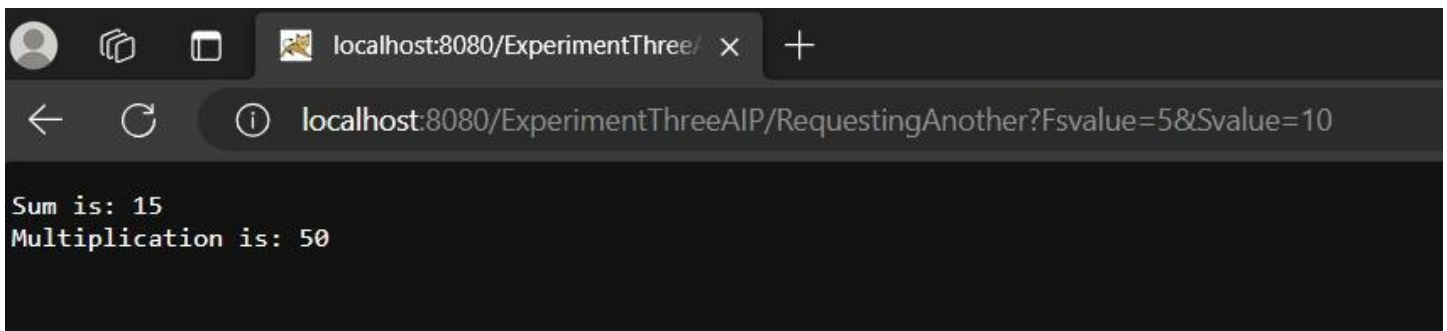 localhost:8080/ExperimentThree/
localhost:8080/ExperimentThreeAIP/RequestingAnother?Fsvalue=5&Svalue=10
Sum is: 15
Multiplication is: 50